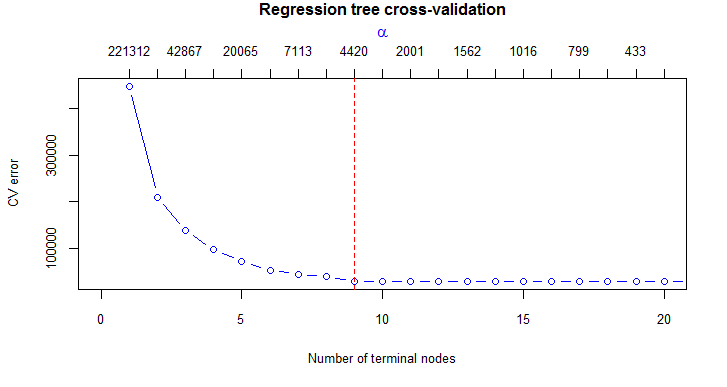 Regression tree cross-validation
α
221312 42867 20065 7113 4420 2001 1562 1016 799 433
CV error
300000
100000
0 5 10 15 20
Number of terminal nodes